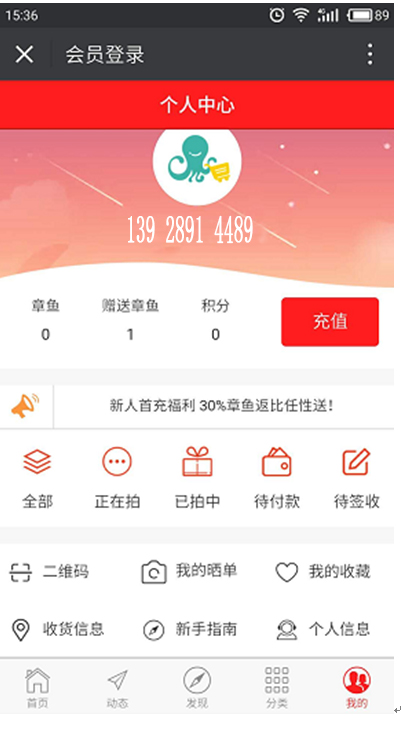 15:36
4G
89
会员登录
个人中心
139 2891 4489
章鱼 赠送章鱼 积分
0 1 0
充值
新人首充福利 30%章鱼返比任性送!
全部 正在拍 已拍中 待付款 待签收
二维码 我的晒单 我的收藏
收货信息 新手指南 个人信息
首页 动态 发现 分类 我的